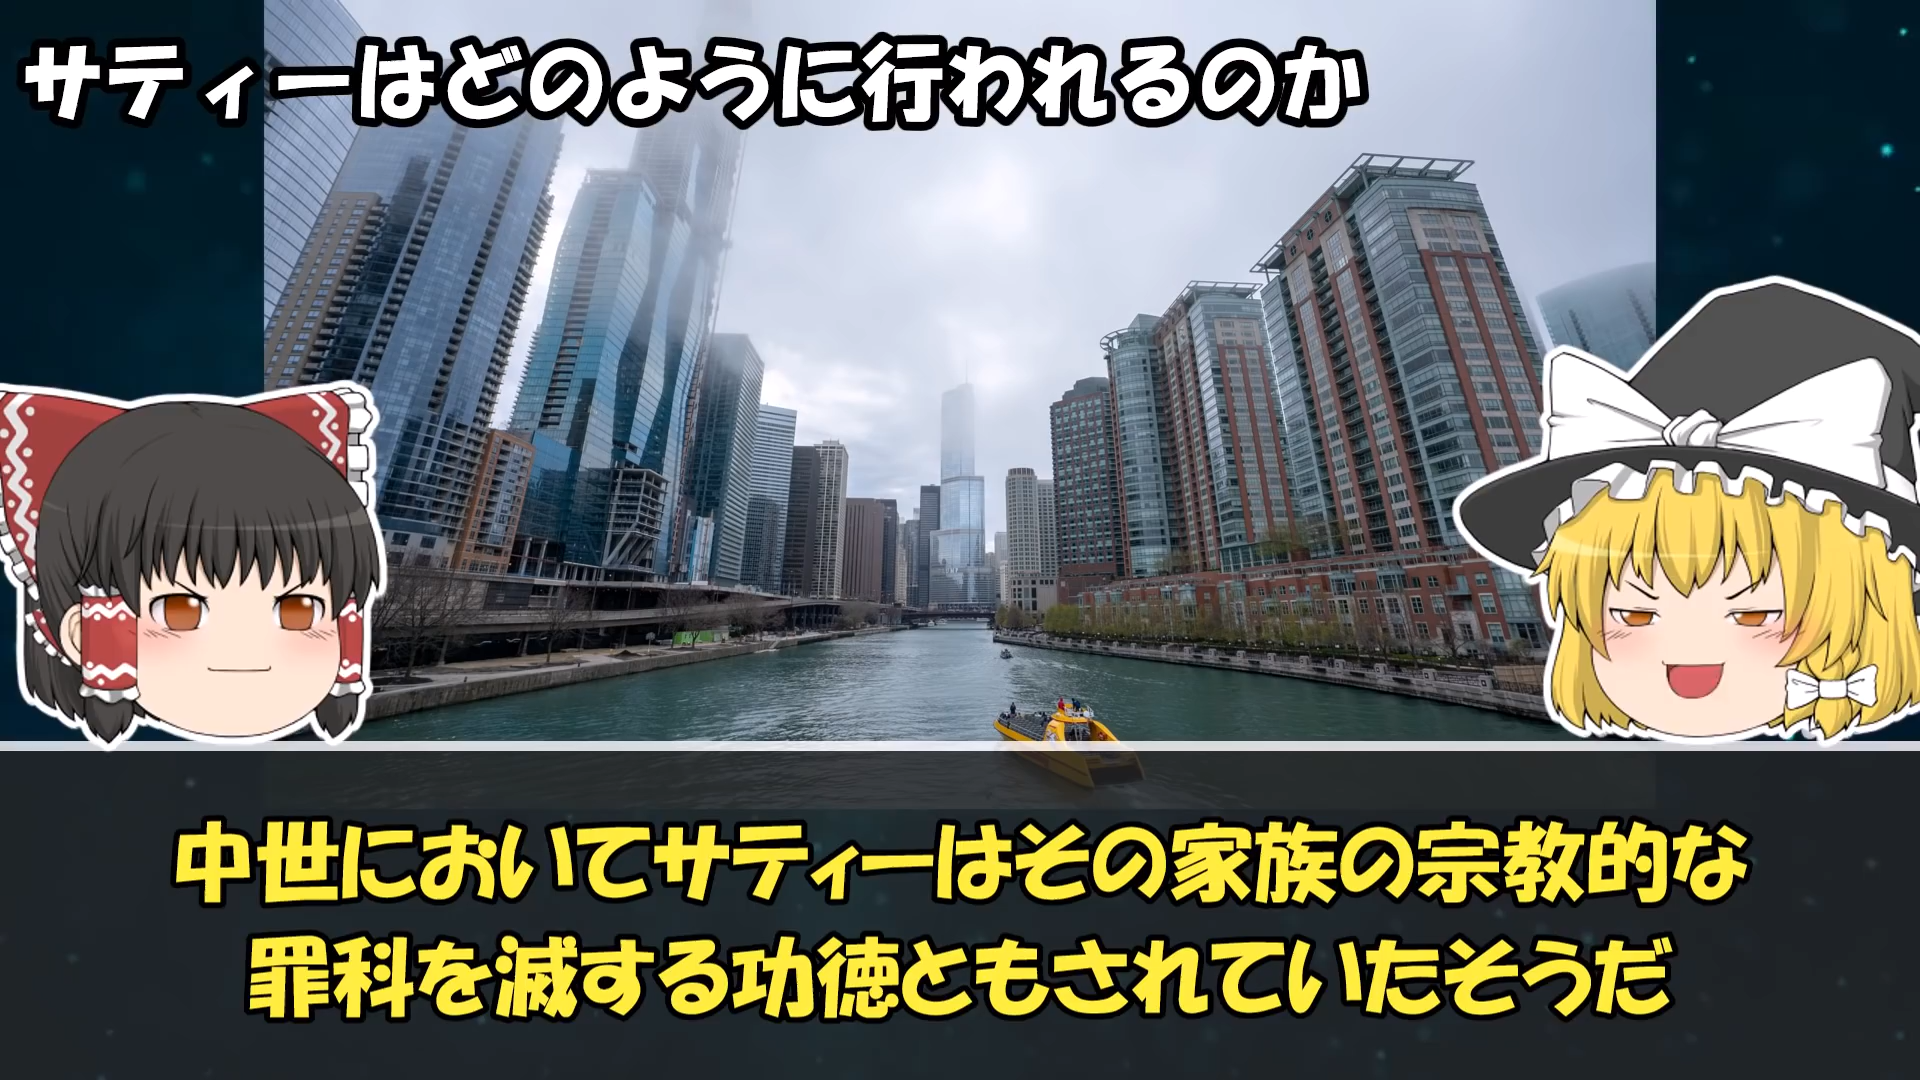 サティーはどのように行われるのか
中世においてサティーはその家族の宗教的な
罪科を滅する功徳ともされていたそうだ